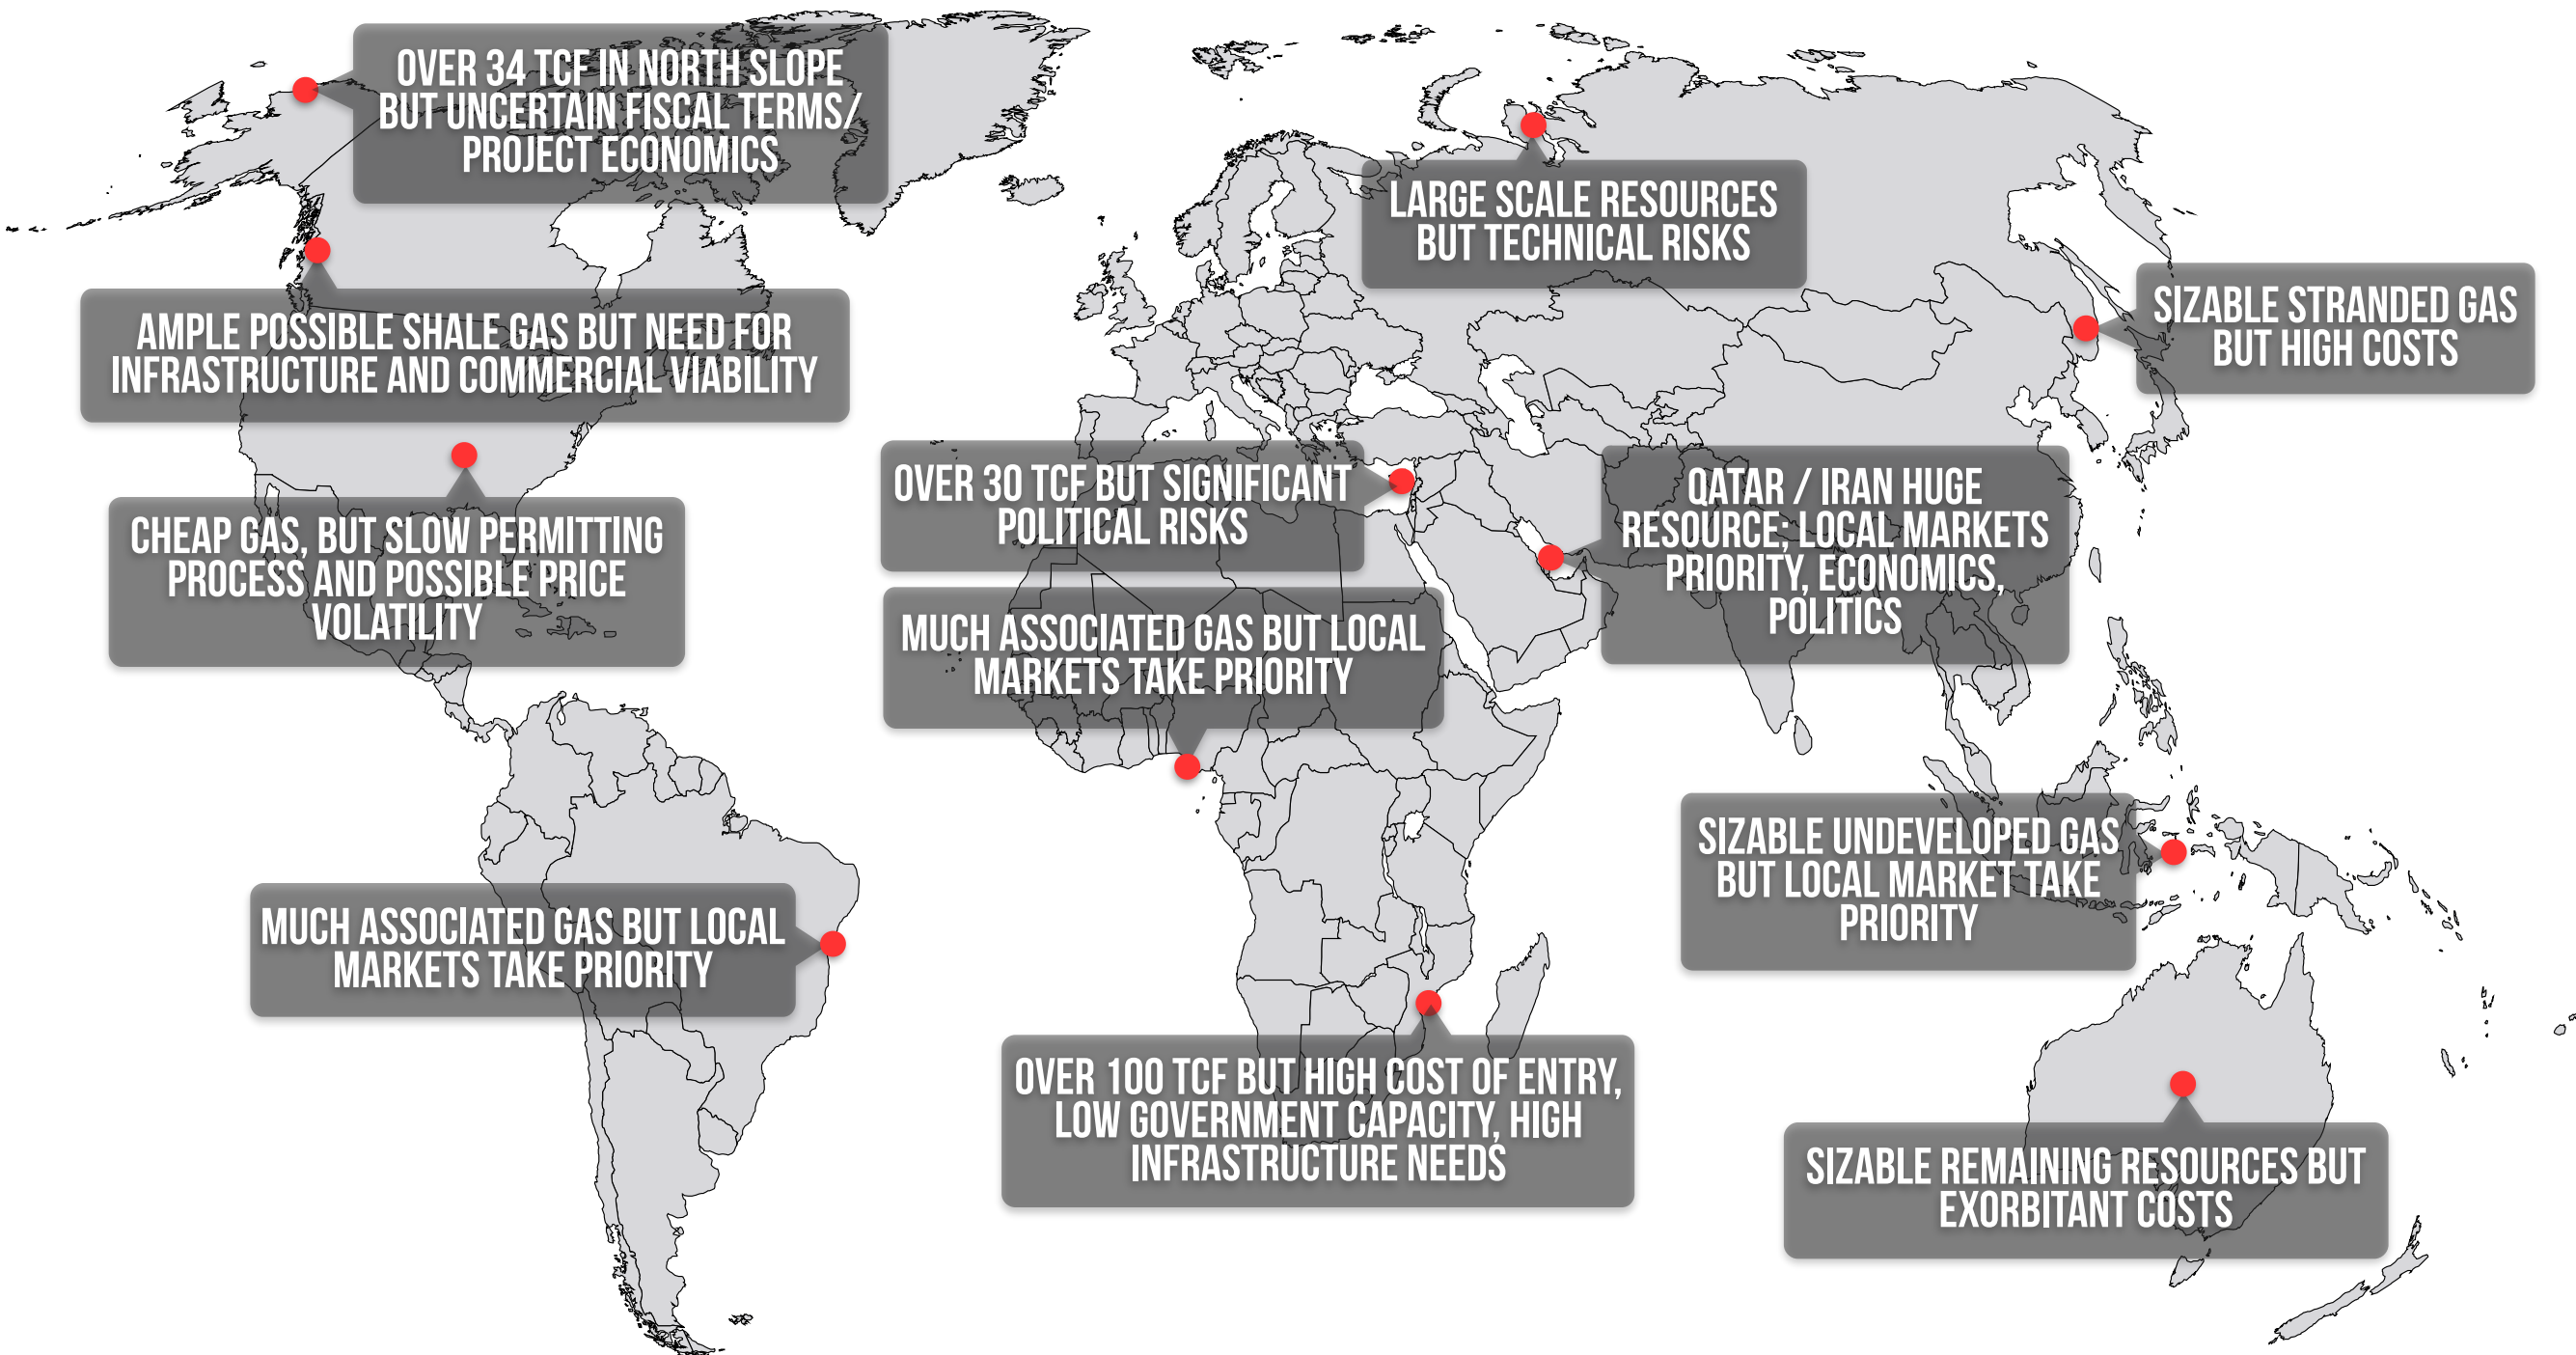 OVER 34 TCF IN NORTH SLOPE
BUT UNCERTAIN FISCAL TERMS/
PROJECT ECONOMICS
LARGE SCALE RESOURCES
BUT TECHNICAL RISKS
SIZABLE STRANDED GAS
BUT HIGH COSTS
AMPLE POSSIBLE SHALE GAS BUT NEED FOR
INFRASTRUCTURE AND COMMERCIAL VIABILITY
OVER 30 TCF BUT SIGNIFICANT
POLITICAL RISKS
QATAR / IRAN HUGE
RESOURCE; LOCAL MARKETS
PRIORITY, ECONOMICS,
POLITICS
CHEAP GAS, BUT SLOW PERMITTING
PROCESS AND POSSIBLE PRICE
VOLATILITY
MUCH ASSOCIATED GAS BUT LOCAL
MARKETS TAKE PRIORITY
SIZABLE UNDEVELOPED GAS
BUT LOCAL MARKET TAKE
PRIORITY
MUCH ASSOCIATED GAS BUT LOCAL
MARKETS TAKE PRIORITY
OVER 100 TCF BUT HIGH COST OF ENTRY,
LOW GOVERNMENT CAPACITY, HIGH
INFRASTRUCTURE NEEDS
SIZABLE REMAINING RESOURCES BUT
EXORBITANT COSTS